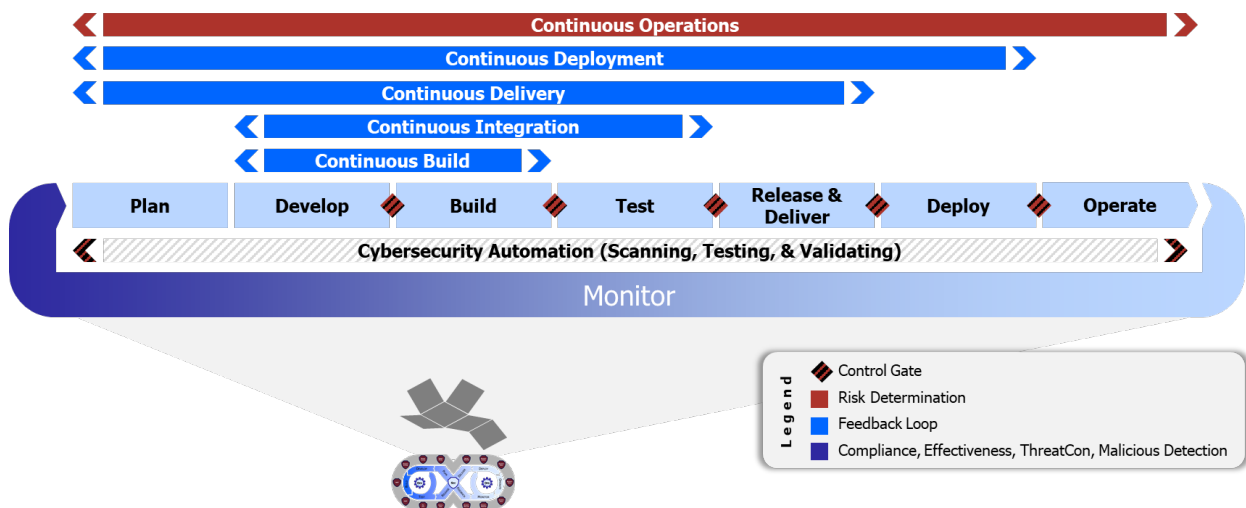 Continuous Operations
Continuous Deployment
Continuous Delivery
Continuous Integration
Continuous Build
Plan
Develop
Build
Test
Release &
Deliver
Deploy
Operate
Cybersecurity Automation (Scanning, Testing, & Validating)
Monitor
Legend
Control Gate
Risk Determination
Feedback Loop
Compliance, Effectiveness, ThreatCon, Malicious Detection